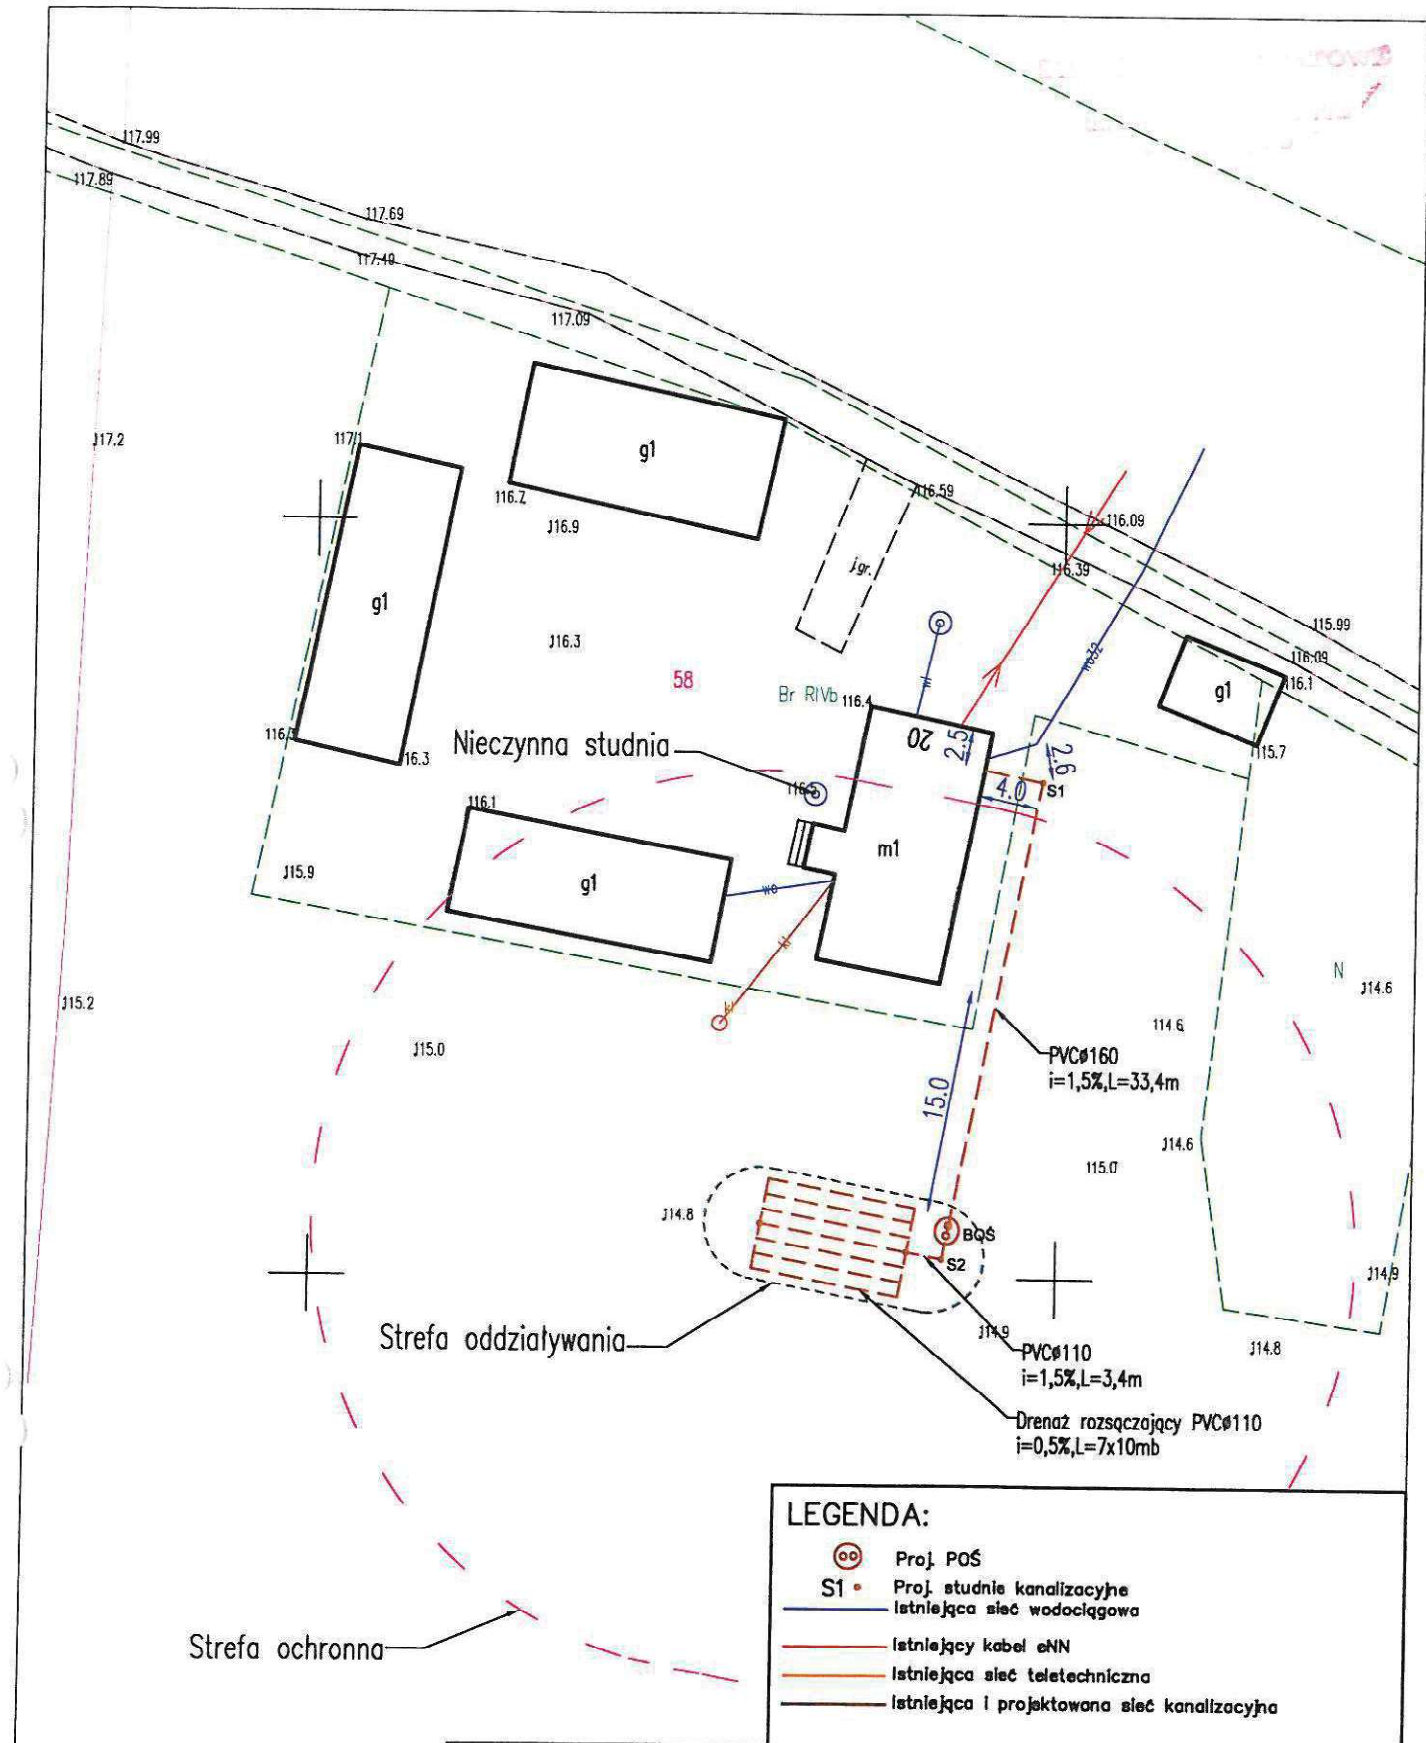 117.99
117.89
117.69
117.49
117.09
117.2
117.1
g1
116.7
116.9
116.59
116.09
j.gr.
116.39
g1
115.99
116.3
116.09
116.1
g1
58
Br RIVb
116.4
wł
wo32
20
2.5
2.6
115.7
Nieczynna studnia
116.3
S1
4.0
116.1
m1
115.9
g1
wo
N
114.6
115.2
115.0
114.6
PVCø160
i=1,5%,L=33,4m
15.0
114.6
115.0
114.8
BOŚ
S2
114.9
Strefa oddziaływania
114.9
114.8
PVCø110
i=1,5%,L=3,4m
Drenaż rozsączający PVCø110
i=0,5%,L=7x10mb
LEGENDA:
Proj. POŚ
S1 Proj. studnie kanalizacyjne
Istniejąca sieć wodociągowa
Istniejący kabel eNN
Istniejąca sieć teletechniczna
Istniejąca i projektowana sieć kanalizacyjna
Strefa ochronna